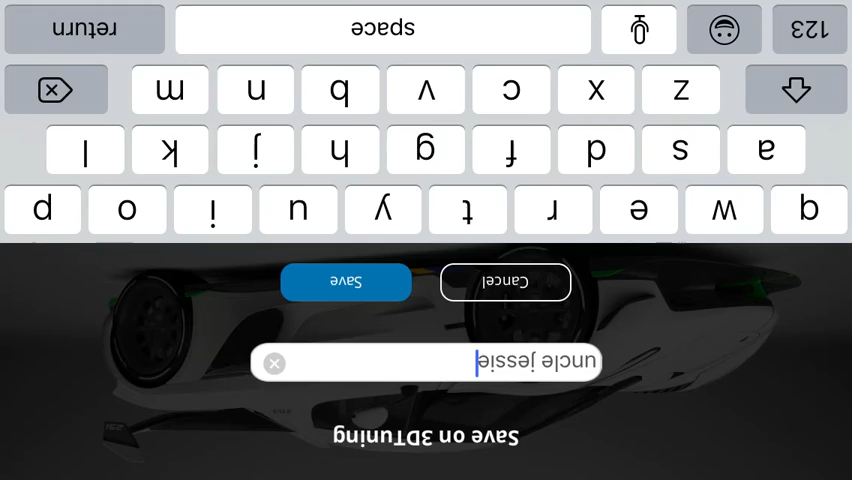 Save on 3DTuning
uncle jessie
Cancel
Save
q w e r t y u i o p
a s d f g h j k l
z x c v b n m
123
space
return